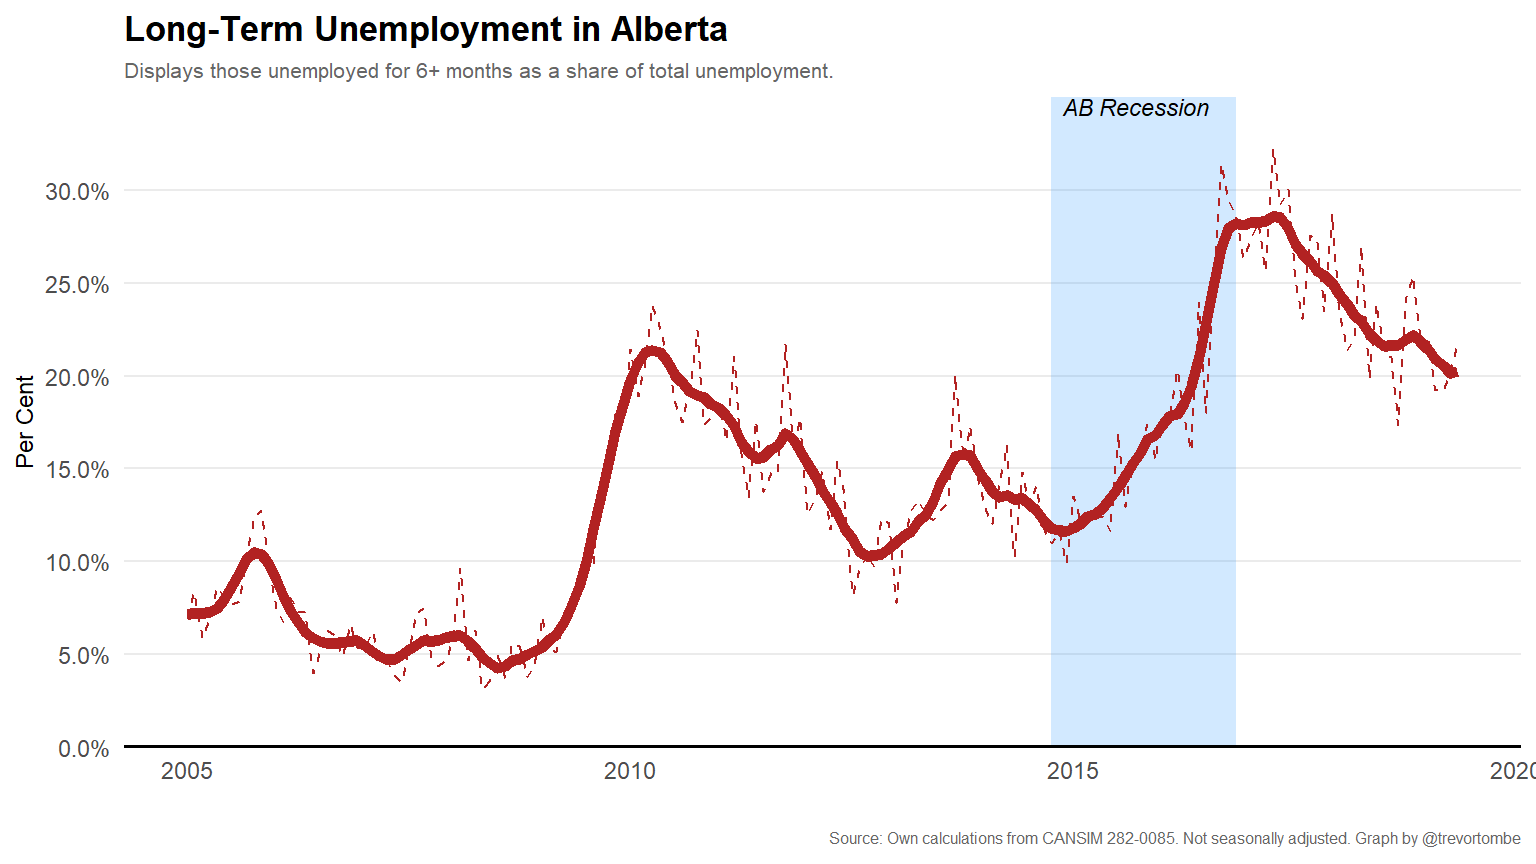 Long-Term Unemployment in Alberta
Displays those unemployed for 6+ months as a share of total unemployment.
AB Recession
30.0%
25.0%
20.0%
15.0%
10.0%
5.0%
0.0%
Per Cent
2005
2010
2015
2020
Source: Own calculations from CANSIM 282-0085. Not seasonally adjusted. Graph by @trevortombe